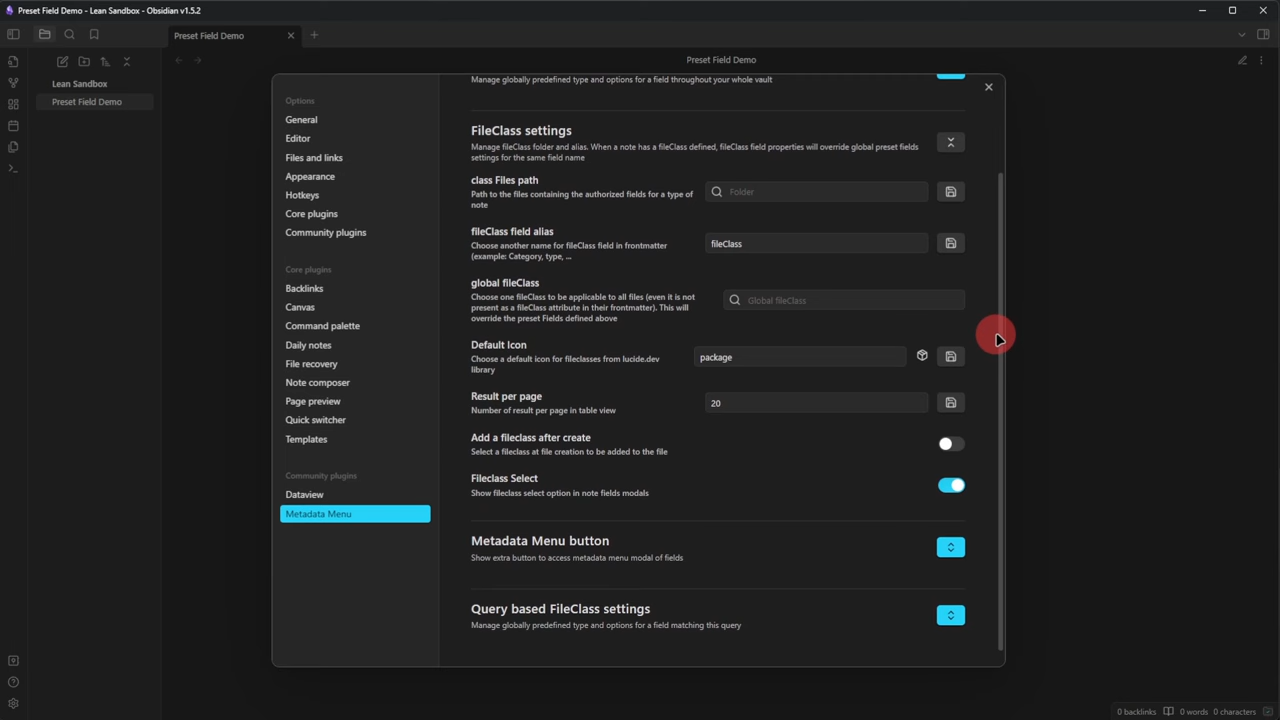 Preset Field Demo - Lean Sandbox - Obsidian v1.5.2
Preset Field Demo
Preset Field Demo
Lean Sandbox
Preset Field Demo
Options
General
Editor
Files and links
Appearance
Hotkeys
Core plugins
Community plugins
Core plugins
Backlinks
Canvas
Command palette
Daily notes
File recovery
Note composer
Page preview
Quick switcher
Templates
Community plugins
Dataview
Metadata Menu
Manage globally predefined type and options for a field throughout your whole vault
FileClass settings
Manage fileClass folder and alias. When a note has a fileClass defined, fileClass field properties will override global preset fields
settings for the same field name
class Files path
Path to the files containing the authorized fields for a type of
note
Folder
fileClass field alias
Choose another name for fileClass field in frontmatter
(example: Category, type, ...
fileClass
global fileClass
Choose one fileClass to be applicable to all files (even it is not
present as a fileClass attribute in their frontmatter). This will
override the preset Fields defined above
Global fileClass
Default Icon
Choose a default icon for fileclasses from lucide.dev
library
package
Result per page
Number of result per page in table view
20
Add a fileclass after create
Select a fileclass at file creation to be added to the file
Fileclass Select
Show fileclass select option in note fields modals
Metadata Menu button
Show extra button to access metadata menu modal of fields
Query based FileClass settings
Manage globally predefined type and options for a field matching this query
0 backlinks
0 words 0 characters